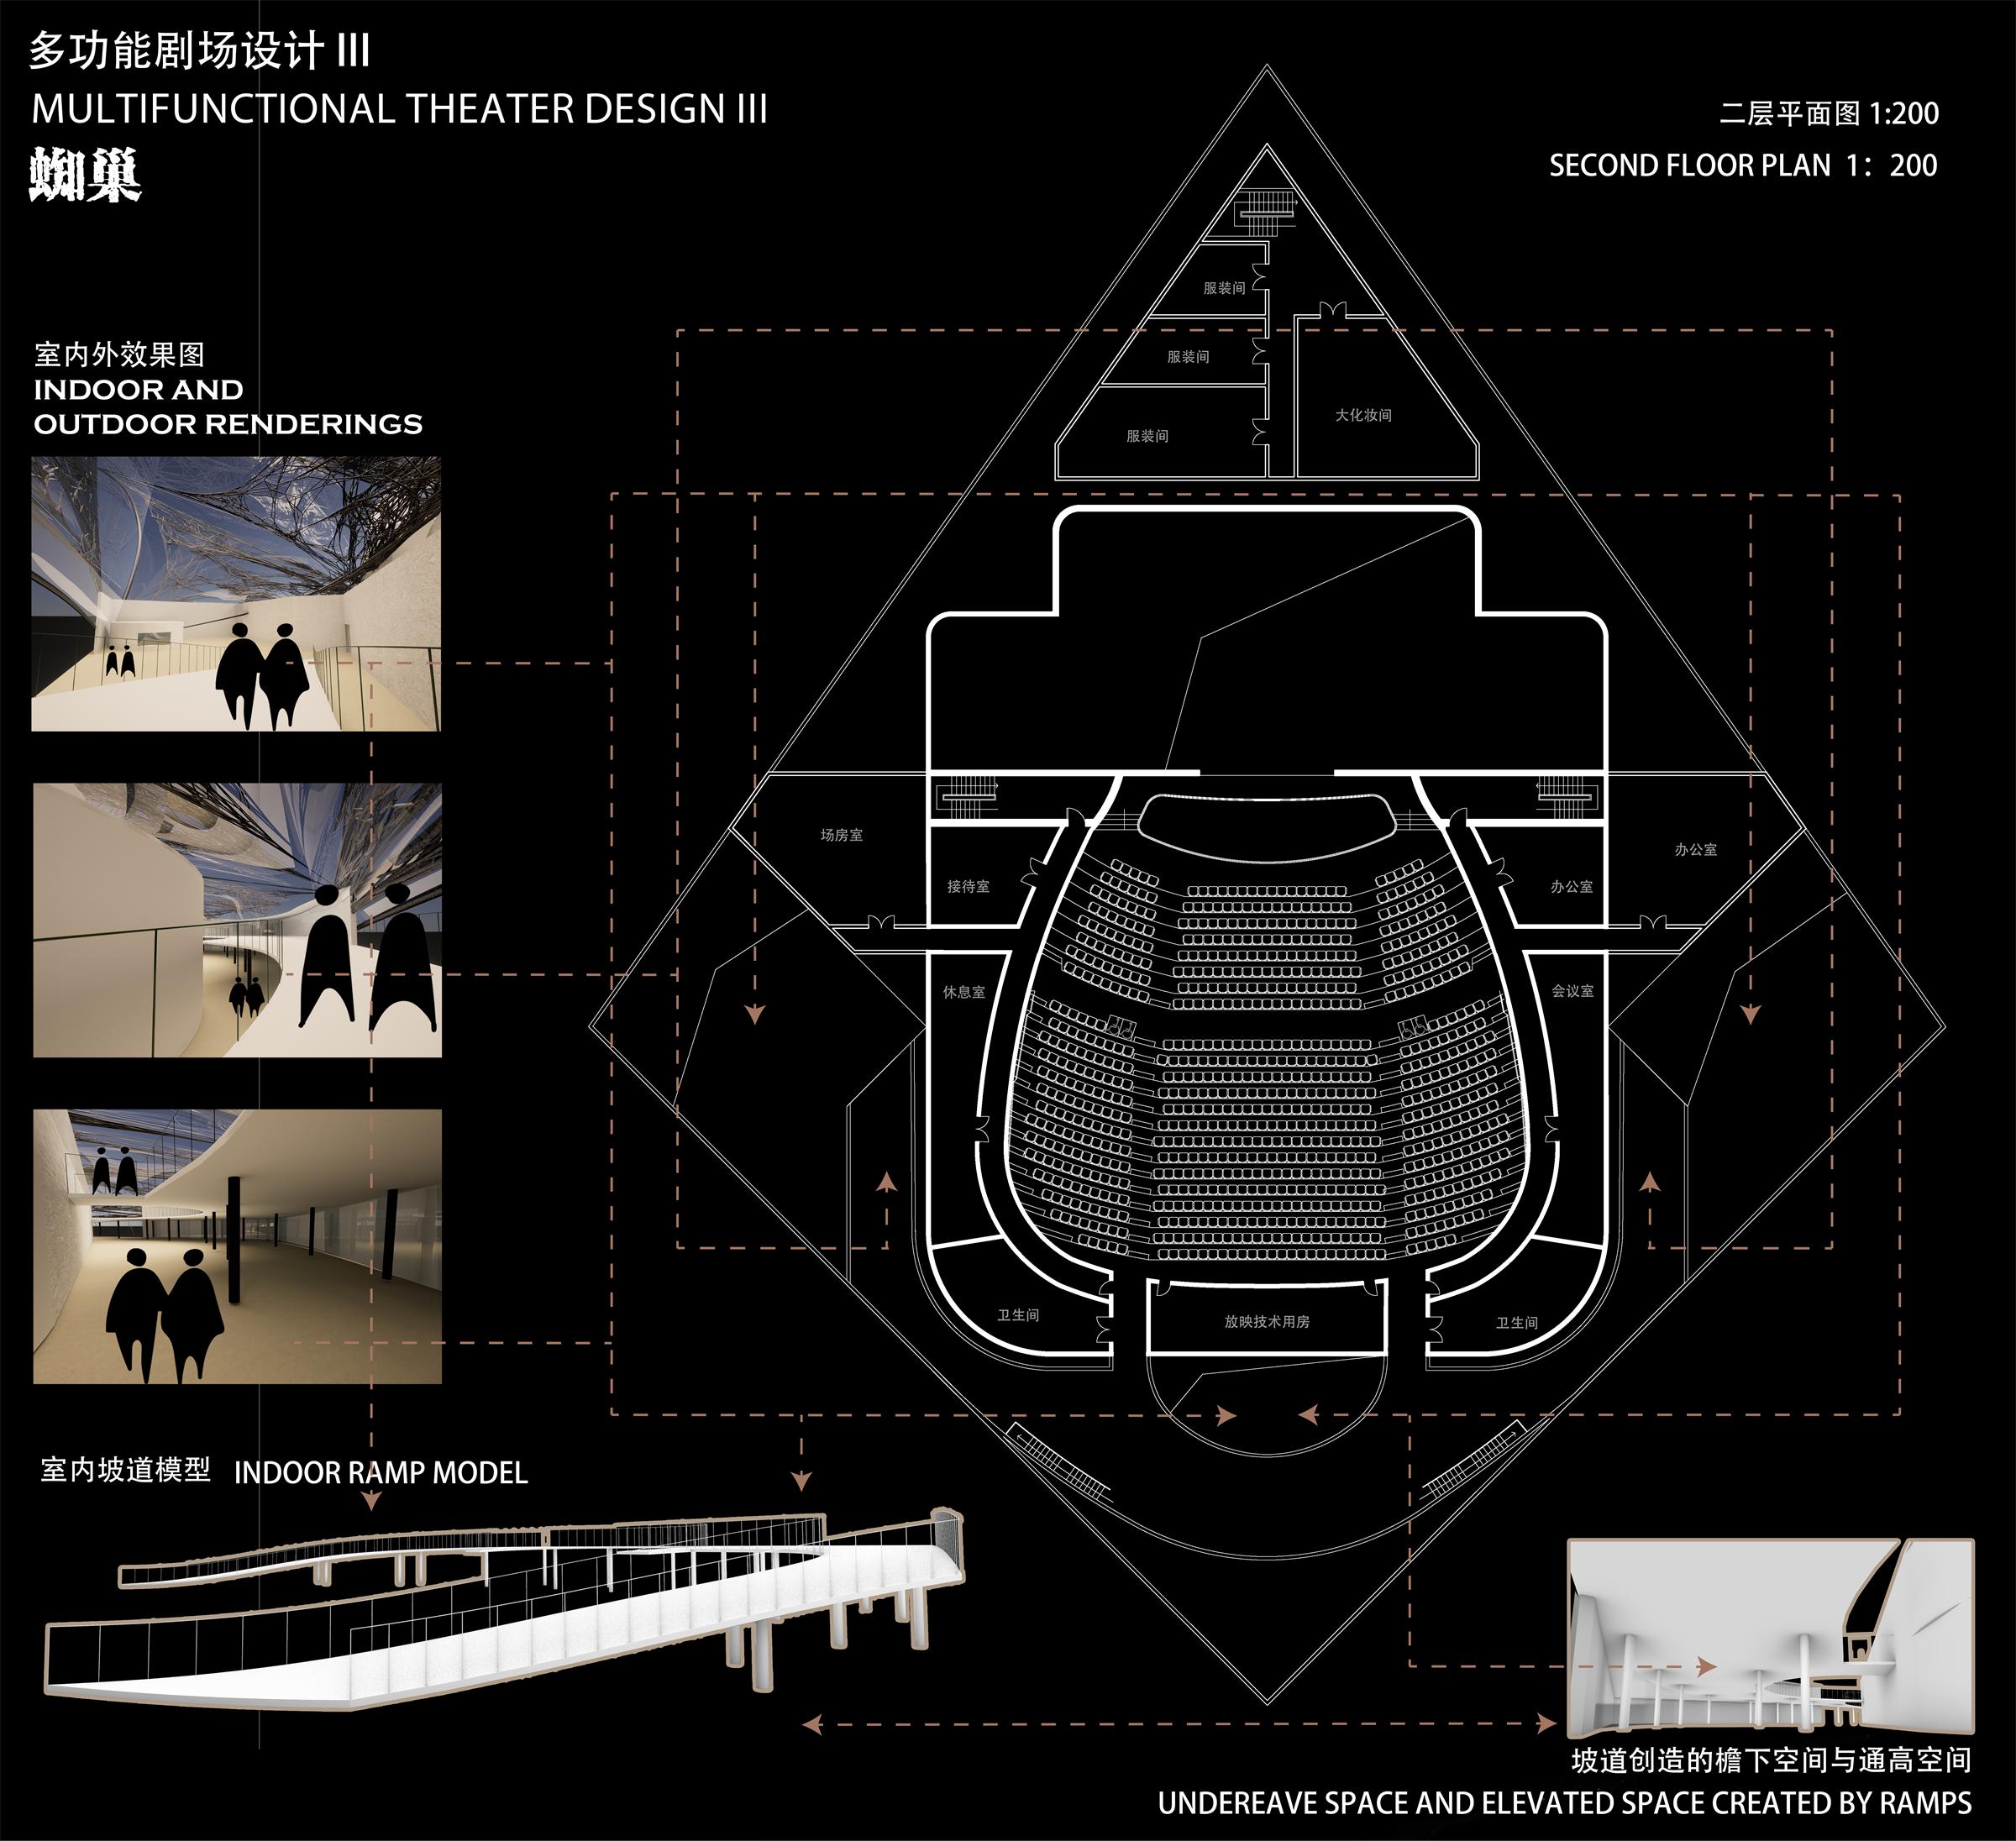 多功能剧场设计 III
MULTIFUNCTIONAL THEATER DESIGN III
蜘巢
二层平面图 1:200
SECOND FLOOR PLAN 1：200
室内外效果图
INDOOR AND
OUTDOOR RENDERINGS
服装间
服装间
大化妆间
服装间
场房室
办公室
接待室
办公室
休息室
会议室
卫生间
放映技术用房
卫生间
室内坡道模型 INDOOR RAMP MODEL
坡道创造的檐下空间与通高空间
UNDEREAVE SPACE AND ELEVATED SPACE CREATED BY RAMPS